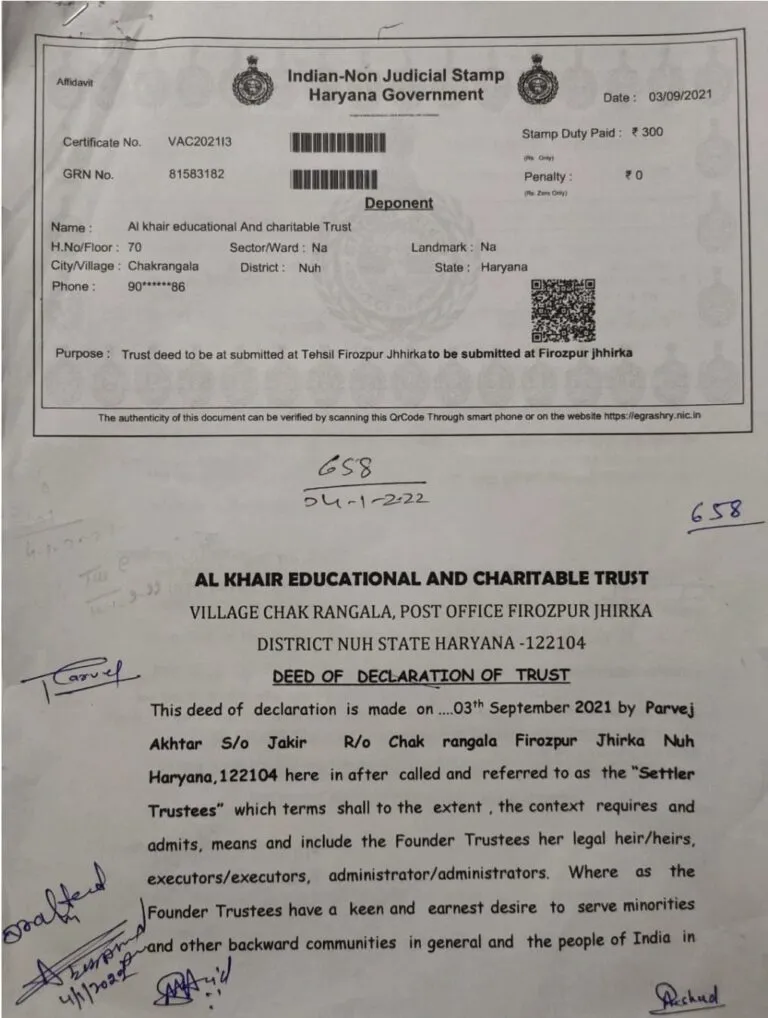 Affidavit
Indian-Non Judicial Stamp
Haryana Government
Date : 03/09/2021
Certificate No. VAC2021I3
Stamp Duty Paid : ₹ 300
(Rs. Only)
GRN No. 81583182
Penalty : ₹ 0
(Rs. Zero Only)
Deponent
Name : Al khair educational And charitable Trust
H.No/Floor : 70 Sector/Ward : Na Landmark : Na
City/Village : Chakrangala District : Nuh State : Haryana
Phone : 90******86
Purpose : Trust deed to be at submitted at Tehsil Firozpur Jhhirka to be submitted at Firozpur jhhirka
The authenticity of this document can be verified by scanning this QrCode Through smart phone or on the website https://egrashry.nic.in
658
04-1-2022
658
AL KHAIR EDUCATIONAL AND CHARITABLE TRUST
VILLAGE CHAK RANGALA, POST OFFICE FIROZPUR JHIRKA
DISTRICT NUH STATE HARYANA -122104
DEED OF DECLARATION OF TRUST
This deed of declaration is made on ....03th September 2021 by Parvej
Akhtar S/o Jakir R/o Chak rangala Firozpur Jhirka Nuh
Haryana,122104 here in after called and referred to as the "Settler
Trustees" which terms shall to the extent , the context requires and
admits, means and include the Founder Trustees her legal heir/heirs,
executors/executors, administrator/administrators. Where as the
Founder Trustees have a keen and earnest desire to serve minorities
and other backward communities in general and the people of India in
4/1/2022